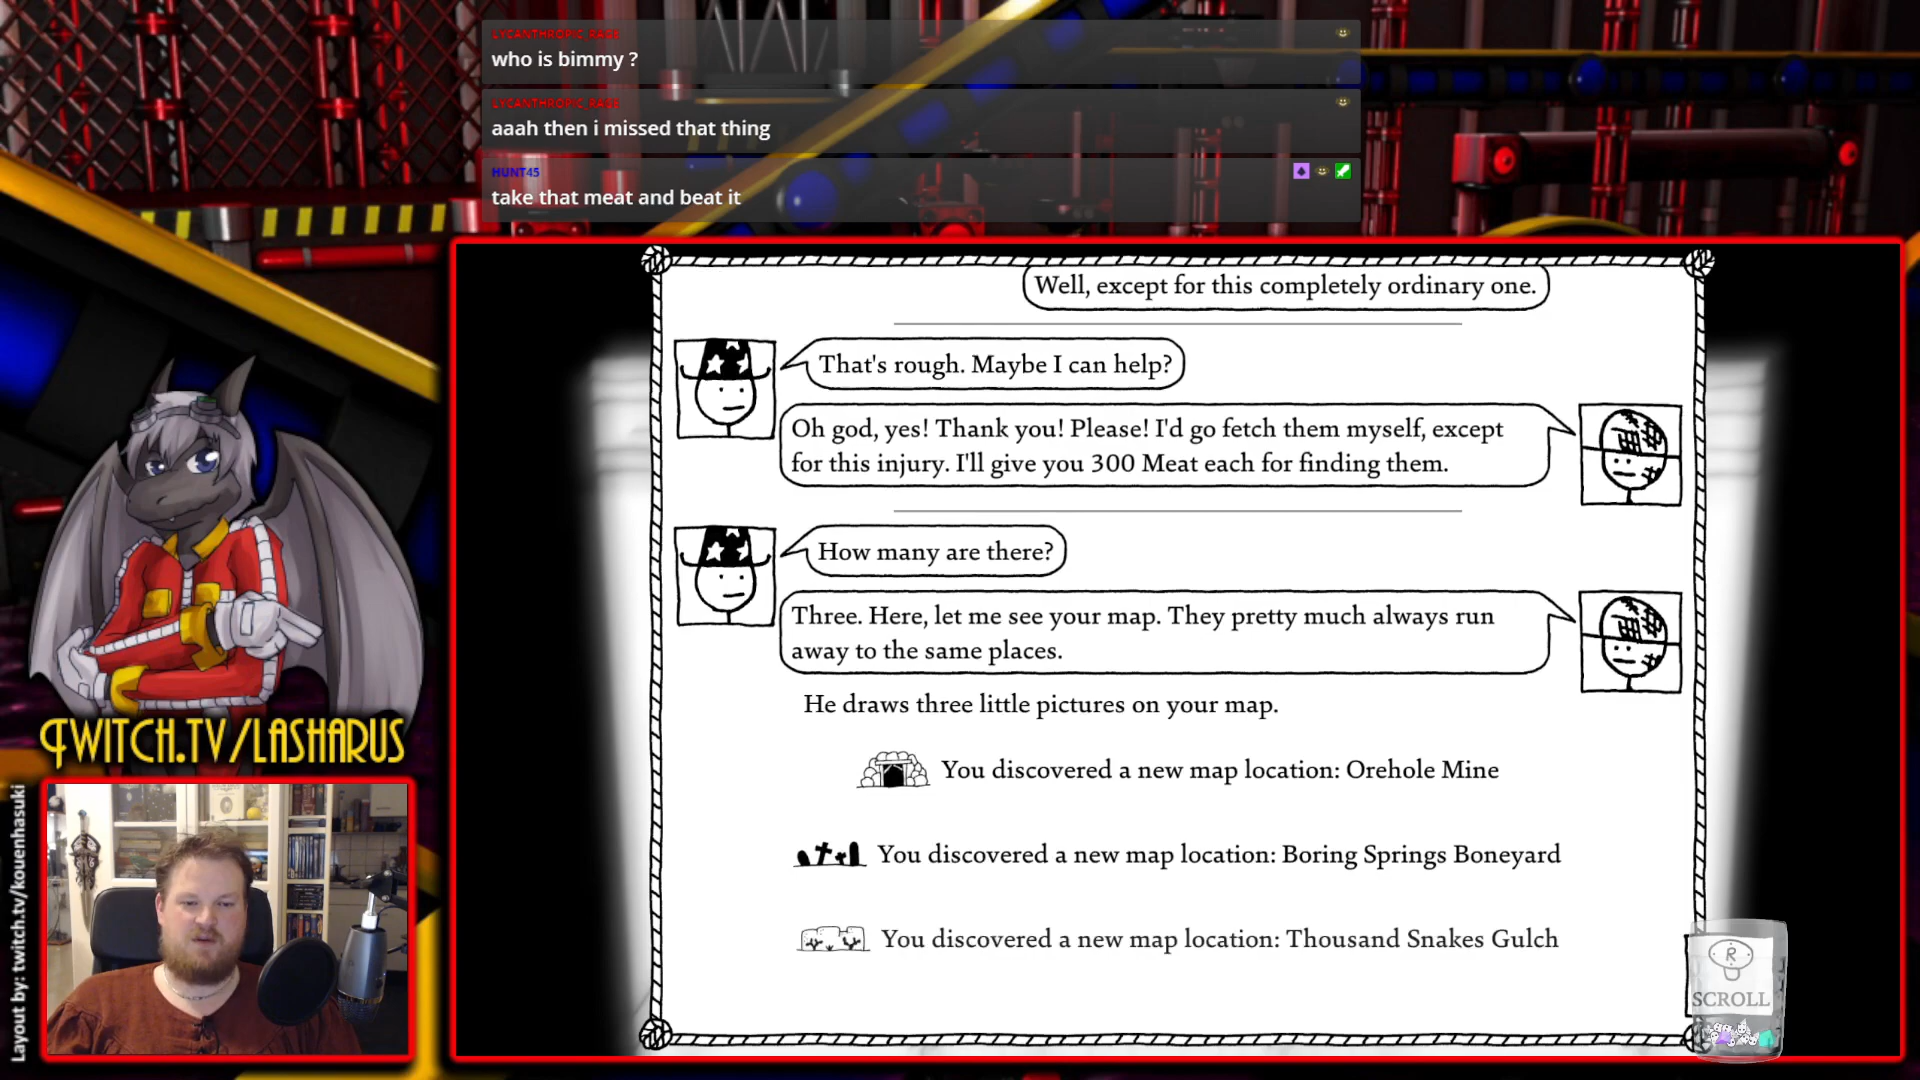 LYCANTHROPIC_RAGE
who is bimmy ?
LYCANTHROPIC_RAGE
aaah then i missed that thing
HUNT45
take that meat and beat it
Well, except for this completely ordinary one.
That's rough. Maybe I can help?
Oh god, yes! Thank you! Please! I'd go fetch them myself, except
for this injury. I'll give you 300 Meat each for finding them.
How many are there?
Three. Here, let me see your map. They pretty much always run
away to the same places.
He draws three little pictures on your map.
You discovered a new map location: Orehole Mine
You discovered a new map location: Boring Springs Boneyard
You discovered a new map location: Thousand Snakes Gulch
R
SCROLL
TWITCH.TV/LASHARUS
Layout by: twitch.tv/kouenhasuki